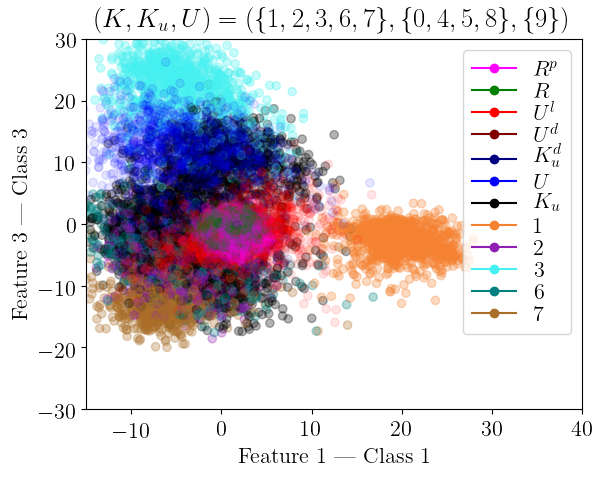 (K, K_u, U) = ({1, 2, 3, 6, 7}, {0, 4, 5, 8}, {9})
Feature 3 — Class 3
30
20
10
0
−10
−20
−30
−10
0
10
20
30
40
Feature 1 — Class 1
R^p
R
U^l
U^d
K_u^d
U
K_u
1
2
3
6
7